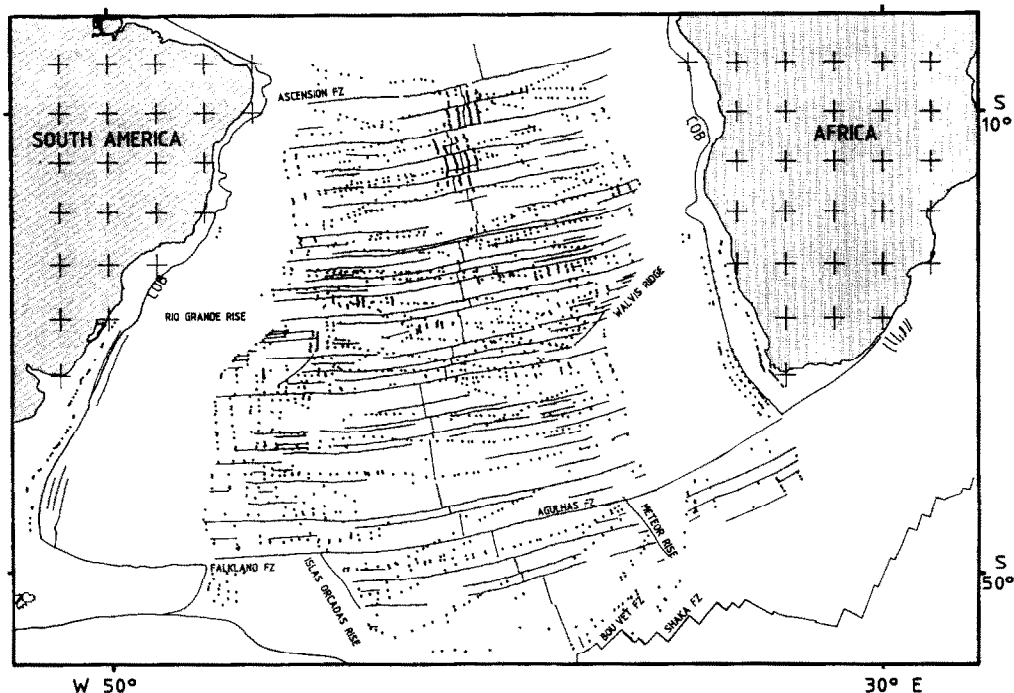 ASCENSION FZ
SOUTH AMERICA
COB
AFRICA
S
10°
COB
RIO GRANDE RISE
WALVIS RIDGE
AGULHAS FZ
METEOR RISE
FALKLAND FZ
ISLAS ORCADAS RISE
BOUVET FZ
SHAKA FZ
S
50°
W 50°
30° E